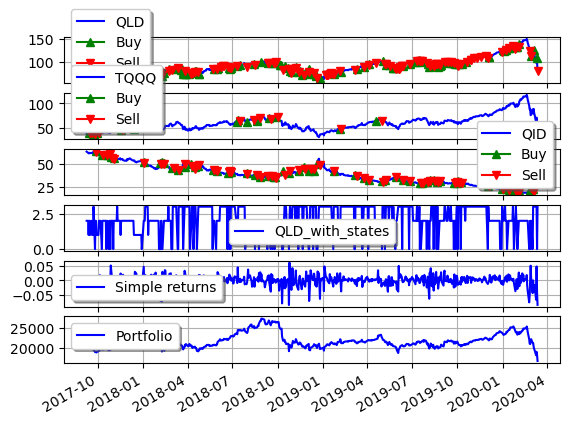 QLD
Buy
Sell
150
100
TQQQ
Buy
Sell
100
50
QID
Buy
Sell
50
25
QLD_with_states
2.5
0.0
Simple returns
0.05
0.00
−0.05
Portfolio
25000
20000
2017-10
2018-01
2018-04
2018-07
2018-10
2019-01
2019-04
2019-07
2019-10
2020-01
2020-04